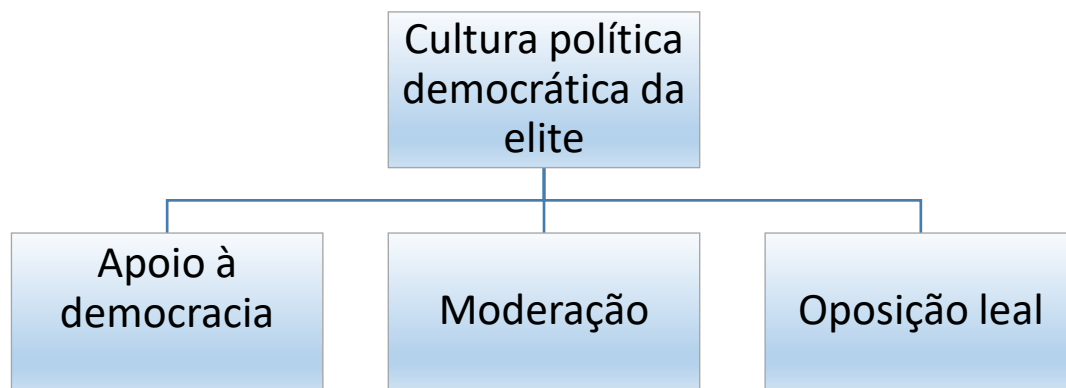 Cultura política
democrática da
elite
Apoio à
democracia
Moderação
Oposição leal